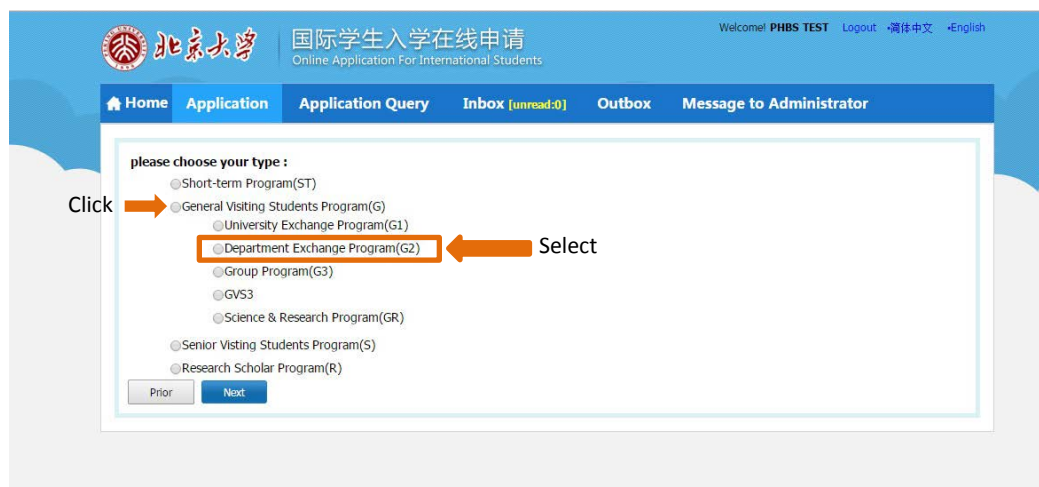 Welcome! PHBS TEST Logout •简体中文 •English
北京大学 国际学生入学在线申请
Online Application For International Students
Home Application Application Query Inbox [unread:0] Outbox Message to Administrator
please choose your type :
Short-term Program(ST)
Click General Visiting Students Program(G)
University Exchange Program(G1)
Department Exchange Program(G2) Select
Group Program(G3)
GVS3
Science & Research Program(GR)
Senior Visting Students Program(S)
Research Scholar Program(R)
Prior Next